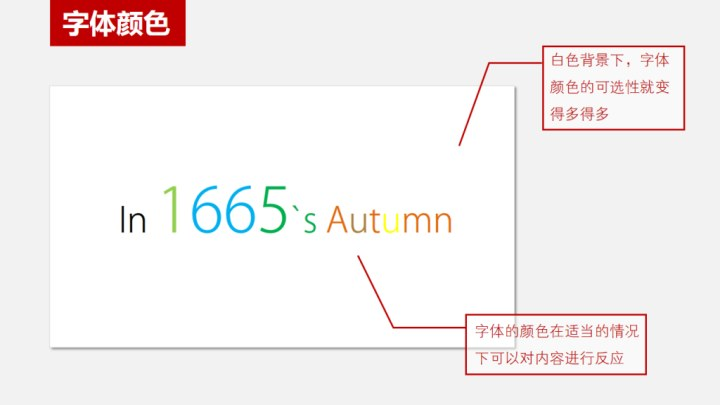 字体颜色
白色背景下，字体
颜色的可选性就变
得多得多
In 1665`s Autumn
字体的颜色在适当的情况
下可以对内容进行反应